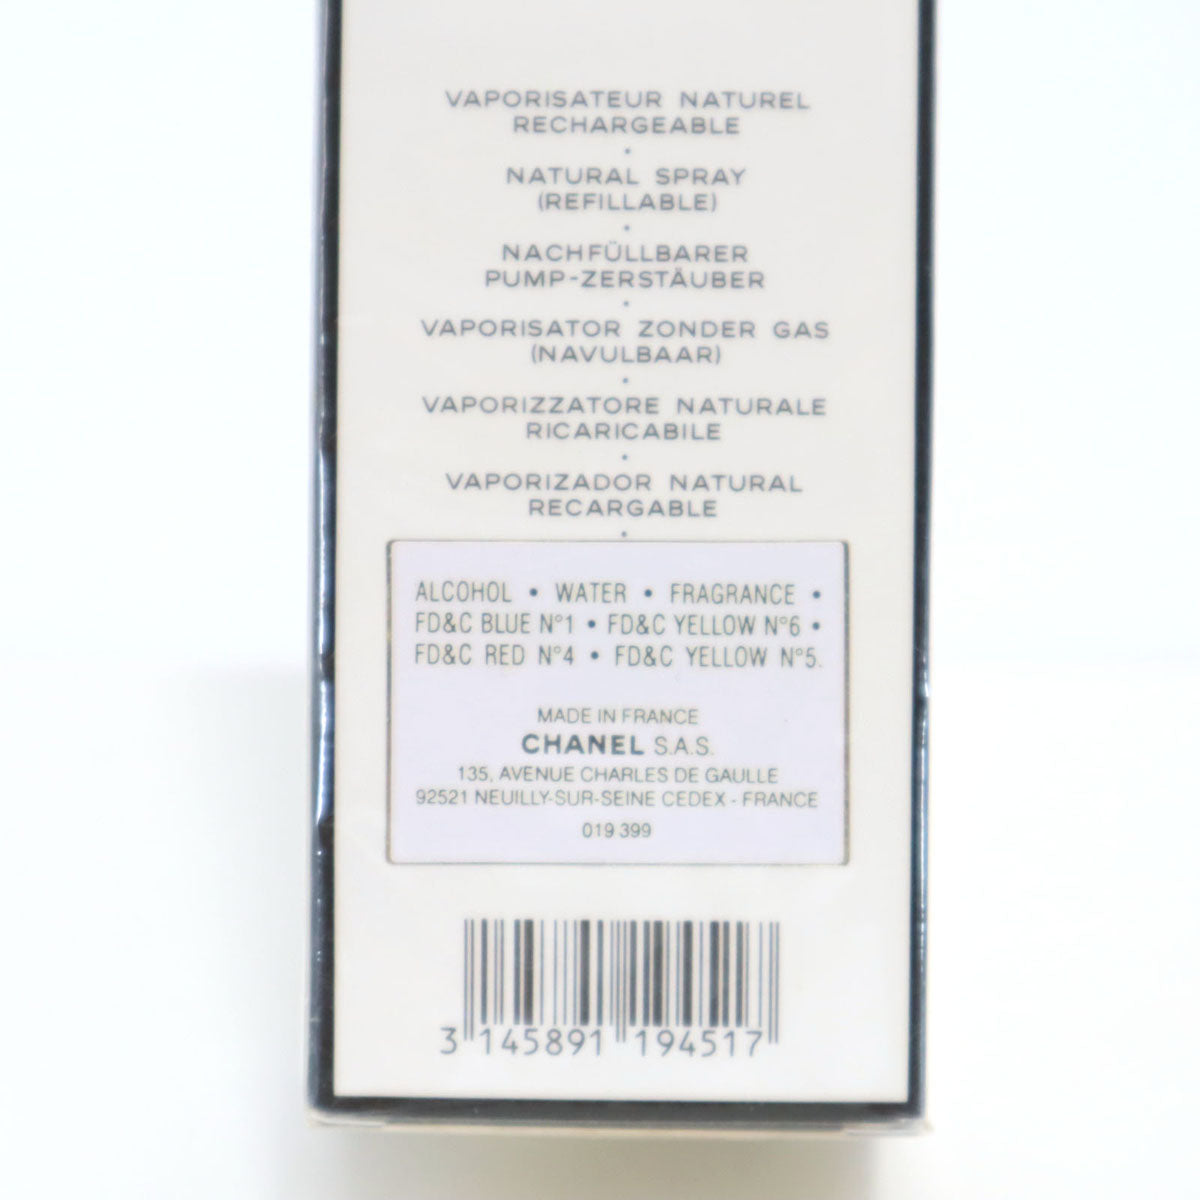 VAPORISATEUR NATUREL
RECHARGEABLE
•
NATURAL SPRAY
(REFILLABLE)
•
NACHFÜLLBARER
PUMP-ZERSTÄUBER
•
VAPORISATOR ZONDER GAS
(NAVULBAAR)
•
VAPORIZZATORE NATURALE
RICARICABILE
•
VAPORIZADOR NATURAL
RECARGABLE
•
ALCOHOL • WATER • FRAGRANCE •
FD&C BLUE N°1 • FD&C YELLOW N°6 •
FD&C RED N°4 • FD&C YELLOW N°5.
MADE IN FRANCE
CHANEL S.A.S.
135, AVENUE CHARLES DE GAULLE
92521 NEUILLY-SUR-SEINE CEDEX - FRANCE
019 399
3 145891 194517